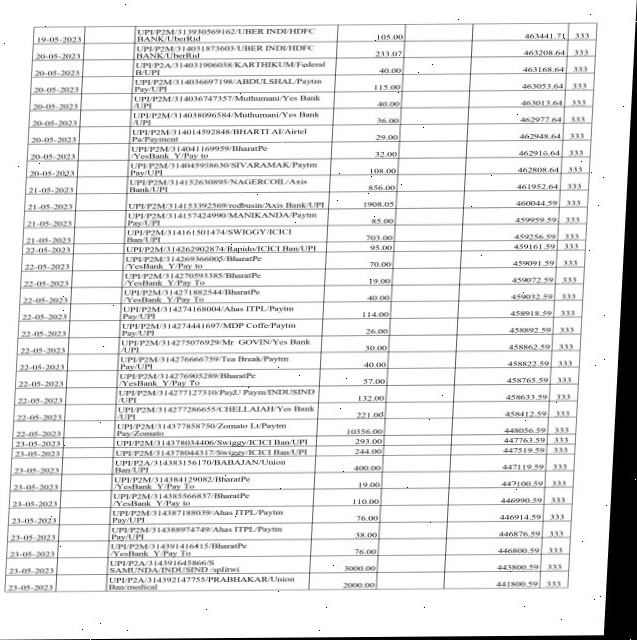 UPI/P2M/313930569162/UBER INDI/HDFC
19-05-2023 BANK/UberRid 105.00 463441.71 333
UPI/P2M/314031873603/UBER INDI/HDFC
20-05-2023 BANK/UberRid 233.07 463208.64 333
UPI/P2A/314031906038/KARTHIKUM/Federal
20-05-2023 B/UPI 40.00 463168.64 333
UPI/P2M/314036697198/ABDULSHAL/Paytm
20-05-2023 Pay/UPI 115.00 463053.64 333
UPI/P2M/314036747357/Muthumani/Yes Bank
20-05-2023 /UPI 40.00 463013.64 333
UPI/P2M/314038096584/Muthumani/Yes Bank
20-05-2023 /UPI 36.00 462977.64 333
UPI/P2M/314014592848/BHARTI AI/Airtel
20-05-2023 Pa/Payment 29.00 462948.64 333
UPI/P2M/314041169959/BharatPe
20-05-2023 /YesBank_Y/Pay to 32.00 462916.64 333
UPI/P2M/314045958630/SIVARAMAK/Paytm
20-05-2023 Pay/UPI 108.00 462808.64 333
UPI/P2M/314152630895/NAGERCOIL/Axis
21-05-2023 Bank/UPI 856.00 461952.64 333
21-05-2023 UPI/P2M/314153392569/redbusin/Axis Bank/UPI 1908.05 460044.59 333
UPI/P2M/314157424990/MANIKANDA/Paytm
21-05-2023 Pay/UPI 85.00 459959.59 333
UPI/P2M/314161501474/SWIGGY/ICICI
21-05-2023 Ban/UPI 703.00 459256.59 333
22-05-2023 UPI/P2M/314262902874/Rapido/ICICI Ban/UPI 95.00 459161.59 333
UPI/P2M/314269366005/BharatPe
22-05-2023 /YesBank_Y/Pay to 70.00 459091.59 333
UPI/P2M/314270593385/BharatPe
22-05-2023 /YesBank_Y/Pay To 19.00 459072.59 333
UPI/P2M/314271882544/BharatPe
22-05-2023 /YesBank_Y/Pay To 40.00 459032.59 333
UPI/P2M/314274168004/Ahas ITPL/Paytm
22-05-2023 Pay/UPI 114.00 458918.59 333
UPI/P2M/314274441697/MDP Coffe/Paytm
22-05-2023 Pay/UPI 26.00 458892.59 333
UPI/P2M/314275076929/Mr GOVIN/Yes Bank
22-05-2023 /UPI 30.00 458862.59 333
UPI/P2M/314276666759/Tea Break/Paytm
22-05-2023 Pay/UPI 40.00 458822.59 333
UPI/P2M/314276905289/BharatPe
22-05-2023 /YesBank_Y/Pay To 57.00 458765.59 333
UPI/P2M/314277127310/PayU Paym/INDUSIND
22-05-2023 /UPI 132.00 458633.59 333
UPI/P2M/314277286655/CHELLAIAH/Yes Bank
22-05-2023 /UPI 221.00 458412.59 333
UPI/P2M/314377858750/Zomato Lt/Paytm
22-05-2023 Pay/Zomato 10356.00 448056.59 333
23-05-2023 UPI/P2M/314378034406/Swiggy/ICICI Ban/UPI 293.00 447763.59 333
23-05-2023 UPI/P2M/314378044317/Swiggy/ICICI Ban/UPI 244.00 447519.59 333
UPI/P2A/314383156170/BABAJAN/Union
23-05-2023 Ban/UPI 400.00 447119.59 333
UPI/P2M/314384129082/BharatPe
23-05-2023 /YesBank_Y/Pay To 19.00 447100.59 333
UPI/P2M/314385566837/BharatPe
23-05-2023 /YesBank_Y/Pay to 110.00 446990.59 333
UPI/P2M/314387188039/Ahas ITPL/Paytm
23-05-2023 Pay/UPI 76.00 446914.59 333
UPI/P2M/314388974749/Ahas ITPL/Paytm
23-05-2023 Pay/UPI 38.00 446876.59 333
UPI/P2M/314391416415/BharatPe
23-05-2023 /YesBank_Y/Pay To 76.00 446800.59 333
UPI/P2A/314391645866/S
23-05-2023 SAMUNDA/INDUSIND /splitwi 3000.00 443800.59 333
UPI/P2A/314392147755/PRABHAKAR/Union
23-05-2023 Ban/medical 2000.00 441800.59 333